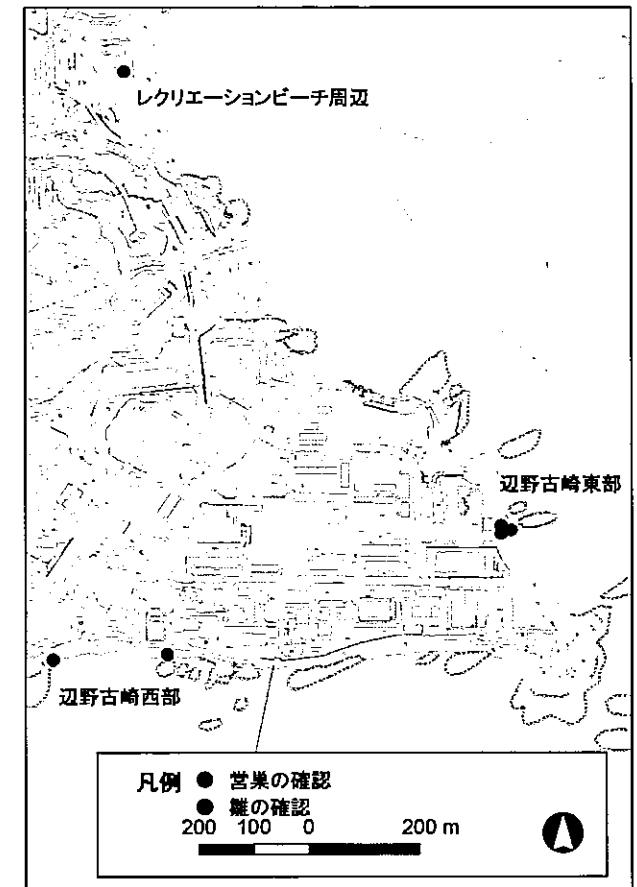 レクリエーションビーチ周辺
辺野古崎東部
辺野古崎西部
凡例 ● 営巣の確認
● 雛の確認
200 100 0 200 m